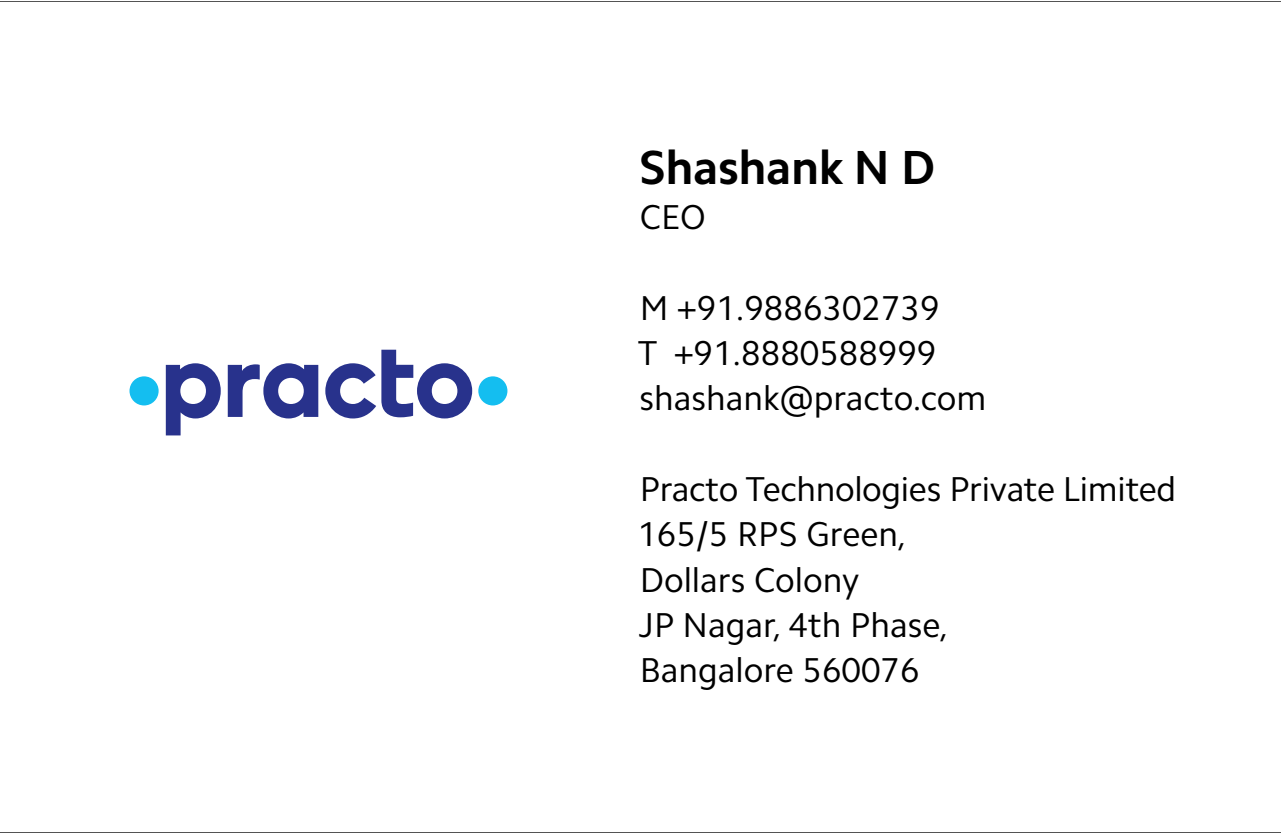 practo
Shashank N D
CEO
M +91.9886302739
T +91.8880588999
shashank@practo.com
Practo Technologies Private Limited
165/5 RPS Green,
Dollars Colony
JP Nagar, 4th Phase,
Bangalore 560076